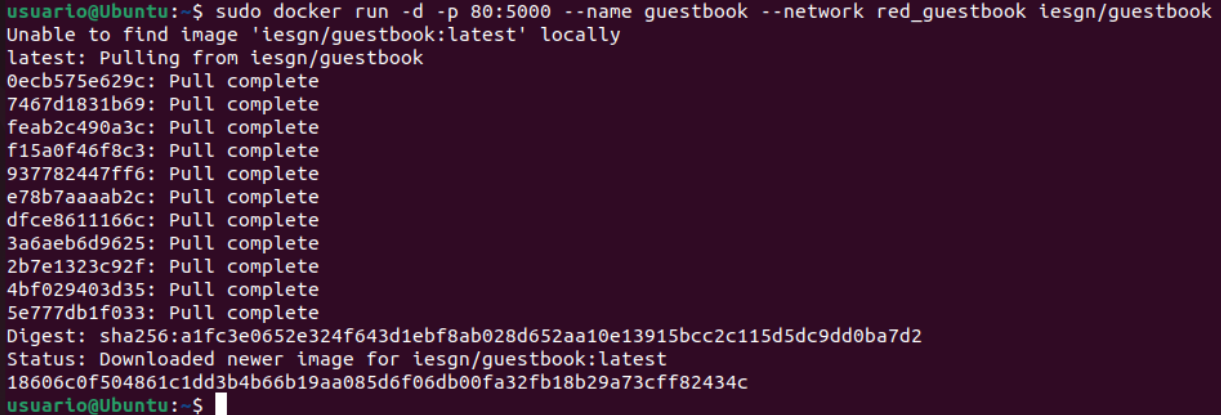 usuario@Ubuntu:~$ sudo docker run -d -p 80:5000 --name guestbook --network red_guestbook iesgn/guestbook
Unable to find image 'iesgn/guestbook:latest' locally
latest: Pulling from iesgn/guestbook
0ecb575e629c: Pull complete
7467d1831b69: Pull complete
feab2c490a3c: Pull complete
f15a0f46f8c3: Pull complete
937782447ff6: Pull complete
e78b7aaaab2c: Pull complete
dfce8611166c: Pull complete
3a6aeb6d9625: Pull complete
2b7e1323c92f: Pull complete
4bf029403d35: Pull complete
5e777db1f033: Pull complete
Digest: sha256:a1fc3e0652e324f643d1ebf8ab028d652aa10e13915bcc2c115d5dc9dd0ba7d2
Status: Downloaded newer image for iesgn/guestbook:latest
18606c0f504861c1dd3b4b66b19aa085d6f06db00fa32fb18b29a73cff82434c
usuario@Ubuntu:~$